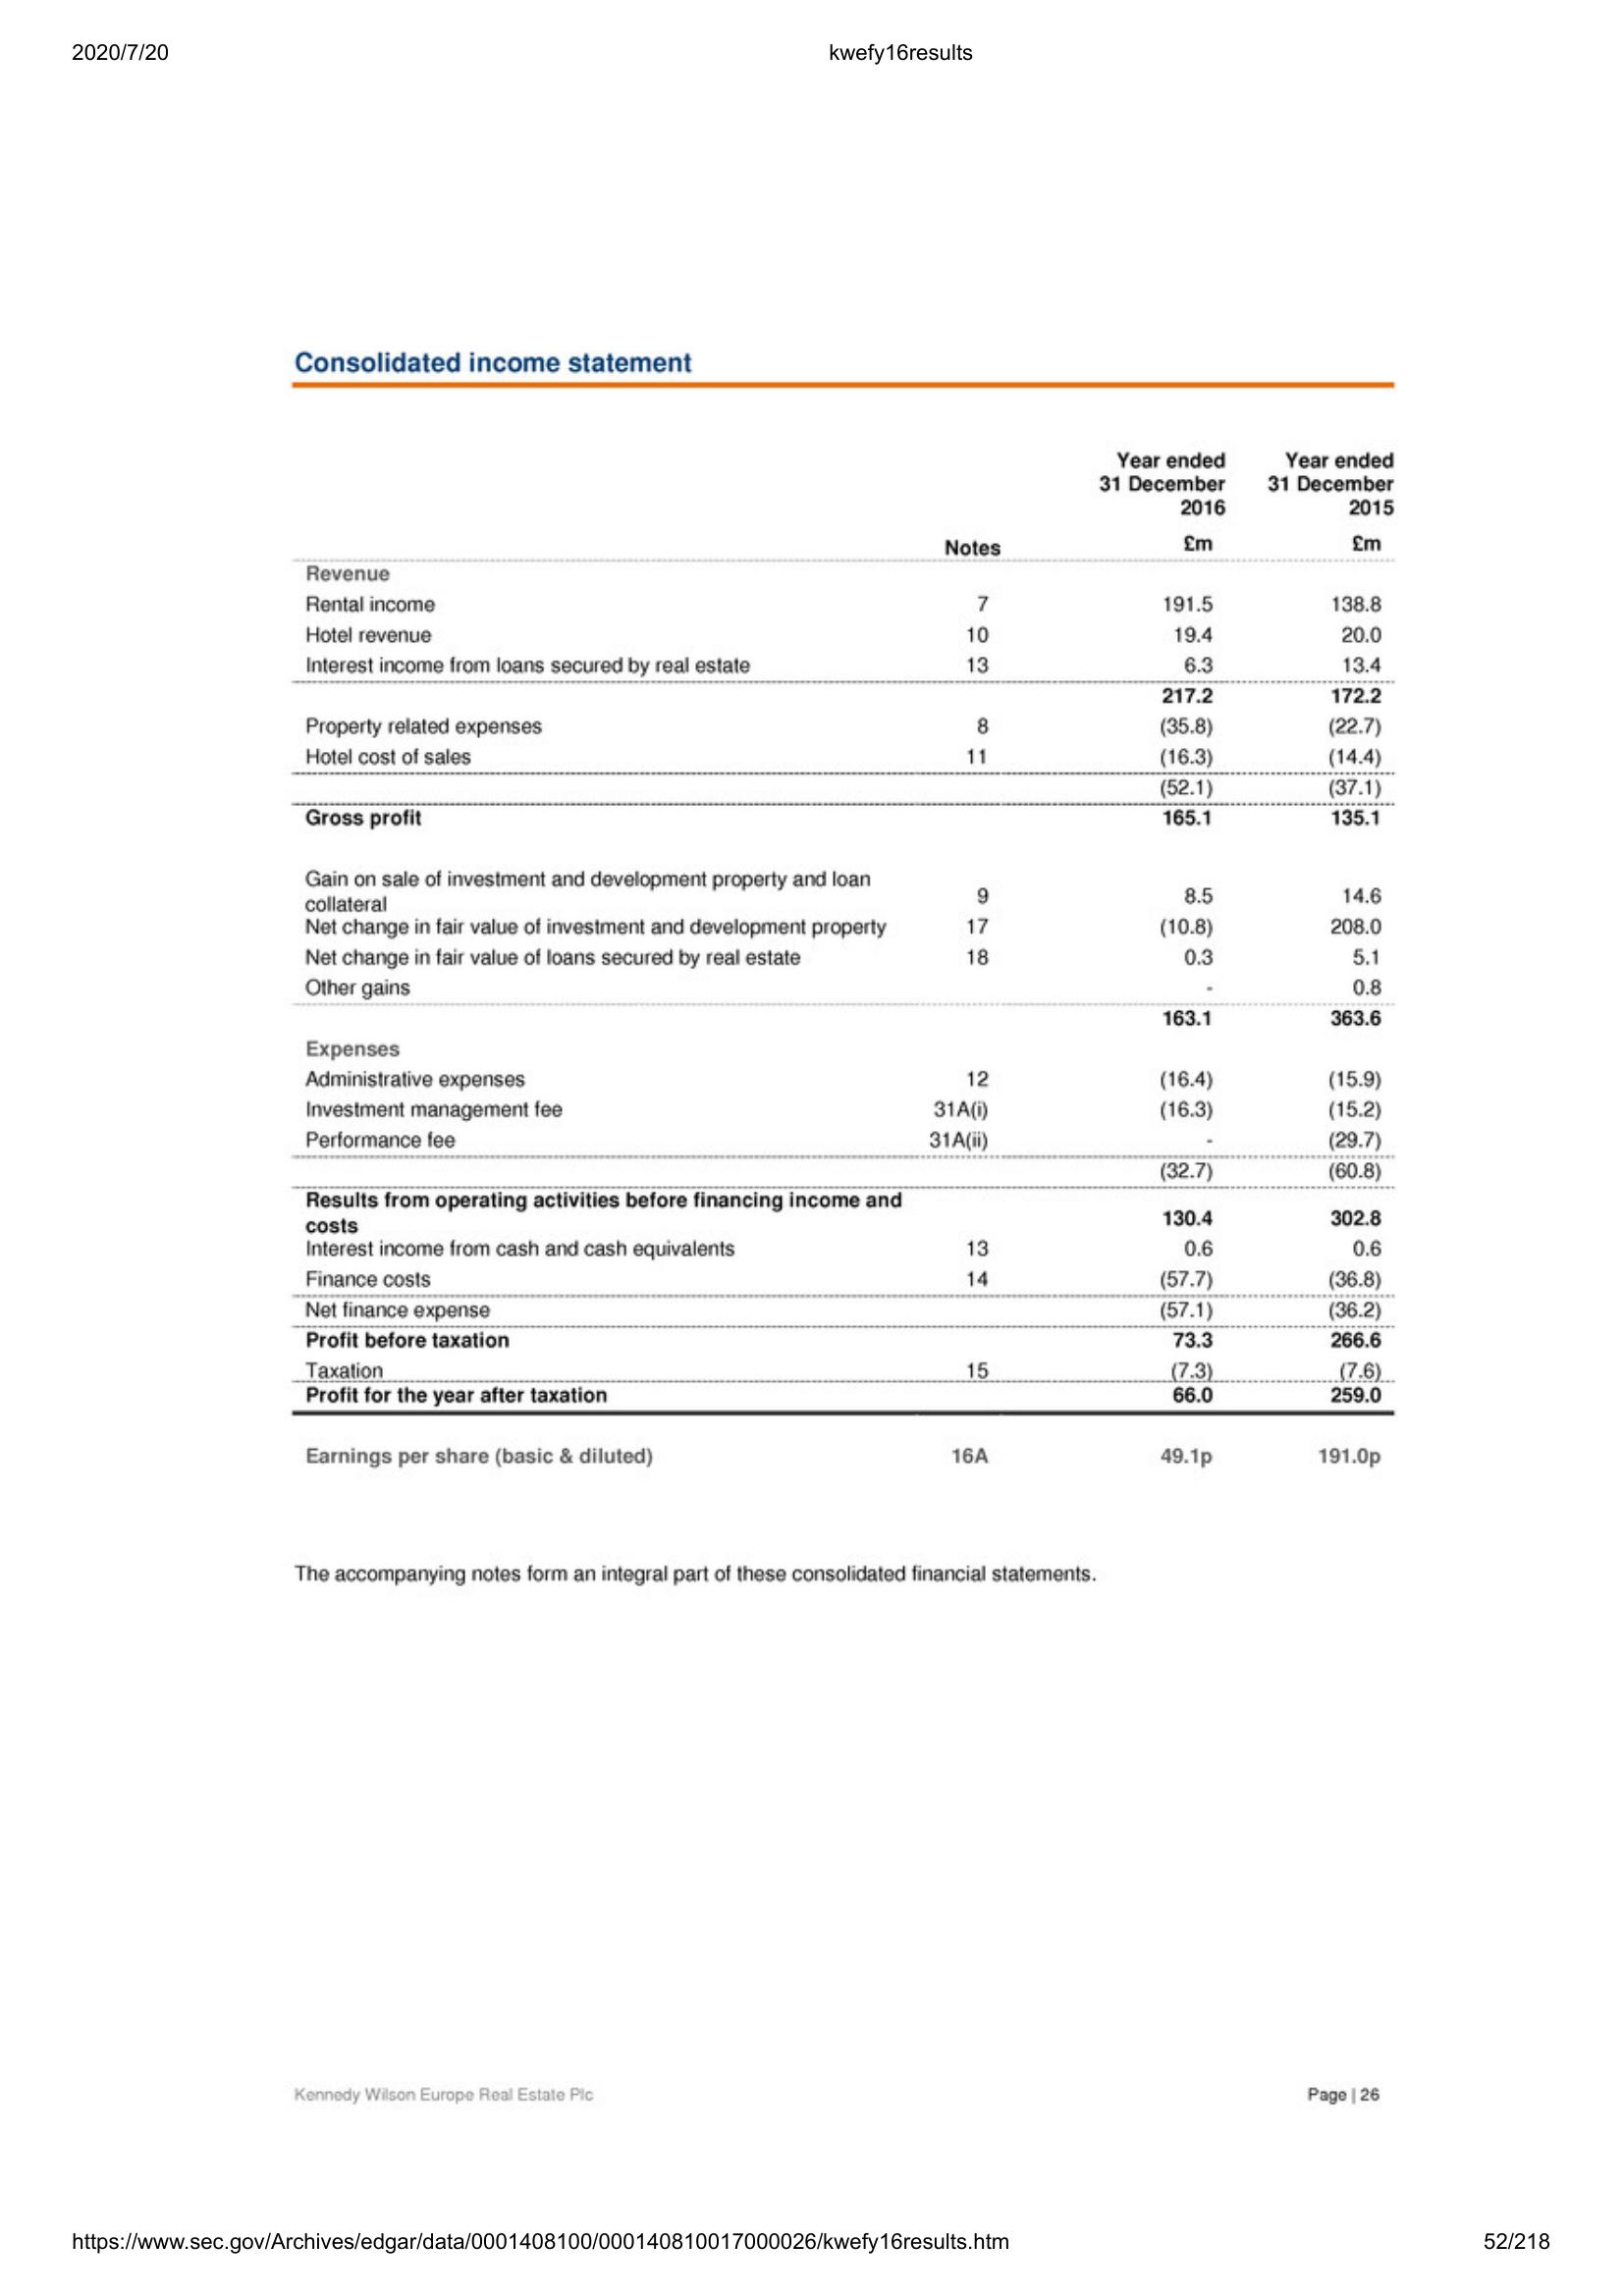 2020/7/20 kwefy16results
Consolidated income statement
Year ended Year ended
31 December 31 December
2016 2015
Notes £m £m
Revenue
Rental income 7 191.5 138.8
Hotel revenue 10 19.4 20.0
Interest income from loans secured by real estate 13 6.3 13.4
217.2 172.2
Property related expenses 8 (35.8) (22.7)
Hotel cost of sales 11 (16.3) (14.4)
(52.1) (37.1)
Gross profit 165.1 135.1
Gain on sale of investment and development property and loan
collateral 9 8.5 14.6
Net change in fair value of investment and development property 17 (10.8) 208.0
Net change in fair value of loans secured by real estate 18 0.3 5.1
Other gains - 0.8
163.1 363.6
Expenses
Administrative expenses 12 (16.4) (15.9)
Investment management fee 31A(i) (16.3) (15.2)
Performance fee 31A(ii) - (29.7)
(32.7) (60.8)
Results from operating activities before financing income and
costs 130.4 302.8
Interest income from cash and cash equivalents 13 0.6 0.6
Finance costs 14 (57.7) (36.8)
Net finance expense (57.1) (36.2)
Profit before taxation 73.3 266.6
Taxation 15 (7.3) (7.6)
Profit for the year after taxation 66.0 259.0
Earnings per share (basic & diluted) 16A 49.1p 191.0p
The accompanying notes form an integral part of these consolidated financial statements.
Kennedy Wilson Europe Real Estate Plc Page | 26
https://www.sec.gov/Archives/edgar/data/0001408100/000140810017000026/kwefy16results.htm 52/218